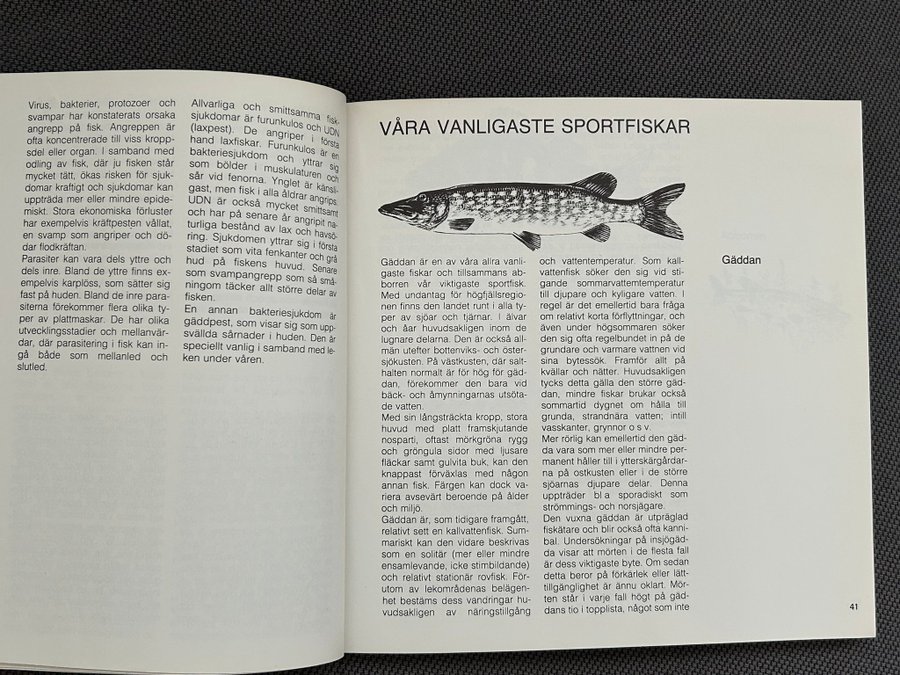 Virus, bakterier, protozoer och
svampar har konstaterats orsaka
angrepp på fisk. Angreppen är
ofta koncentrerade till viss kropps-
del eller organ. I samband med
odling av fisk, där ju fisken står
mycket tätt, ökas risken för sjuk-
domar kraftigt och sjukdomar kan
uppträda mer eller mindre epide-
miskt. Stora ekonomiska förluster
har exempelvis kräftpesten vållat,
en svamp som angriper och dö-
dar flodkräftan.
Parasiter kan vara dels yttre och
dels inre. Bland de yttre finns ex-
empelvis karplöss, som sätter sig
fast på huden. Bland de inre para-
siterna förekommer flera olika ty-
per av plattmaskar. De har olika
utvecklingsstadier och mellanvär-
dar, där parasitering i fisk kan in-
gå både som mellanled och
slutled.
Allvarliga och smittsamma fisk-
sjukdomar är furunkulos och UDN
(laxpest). De angriper i första
hand laxfiskar. Furunkulos är en
bakteriesjukdom och yttrar sig
som bölder i muskulaturen och
sår vid fenorna. Ynglet är känsli-
gast, men fisk i alla åldrar angrips.
UDN är också mycket smittsamt
och har på senare år angripit na-
turliga bestånd av lax och havsö-
ring. Sjukdomen yttrar sig i första
stadiet som vita fenkanter och grå
hud på fiskens huvud. Senare
som svampangrepp som så små-
ningom täcker allt större delar av
fisken.
En annan bakteriesjukdom är
gäddpest, som visar sig som upp-
svällda sårnader i huden. Den är
speciellt vanlig i samband med le-
ken under våren.
VÅRA VANLIGASTE SPORTFISKAR
Gäddan är en av våra allra vanli-
gaste fiskar och tillsammans ab-
borren vår viktigaste sportfisk.
Med undantag för högfjällsregio-
nen finns den landet runt i alla ty-
per av sjöar och tjärnar. I älvar
och åar huvudsakligen inom de
lugnare delarna. Den är också all-
män utefter bottenviks- och öster-
sjökusten. På västkusten, där salt-
halten normalt är för hög för gäd-
dan, förekommer den bara vid
bäck- och åmynningarnas utsöta-
de vatten.
Med sin långsträckta kropp, stora
huvud med platt framskjutande
nosparti, oftast mörkgröna rygg
och gröngula sidor med ljusare
fläckar samt gulvita buk, kan den
knappast förväxlas med någon
annan fisk. Färgen kan dock va-
riera avsevärt beroende på ålder
och miljö.
Gäddan är, som tidigare framgått,
relativt sett en kallvattenfisk. Sum-
mariskt kan den vidare beskrivas
som en solitär (mer eller mindre
ensamlevande, icke stimbildande)
och relativt stationär rovfisk. För-
utom av lekområdenas belägen-
het bestäms dess vandringar hu-
vudsakligen av näringstillgång
och vattentemperatur. Som kall-
vattenfisk söker den sig vid sti-
gande sommarvattentemperatur
till djupare och kyligare vatten. I
regel är det emellertid bara fråga
om relativt korta förflyttningar, och
även under högsommaren söker
den sig ofta regelbundet in på de
grundare och varmare vattnen vid
sina bytessök. Framför allt på
kvällar och nätter. Huvudsakligen
tycks detta gälla den större gäd-
dan, mindre fiskar brukar också
sommartid dygnet om hålla till
grunda, strandnära vatten; intill
vasskanter, grynnor o s v.
Mer rörlig kan emellertid den gäd-
da vara som mer eller mindre per-
manent håller till i ytterskärgårdar-
na på ostkusten eller i de större
sjöarnas djupare delar. Denna
uppträder bl a sporadiskt som
strömmings- och norsjägare.
Den vuxna gäddan är utpräglad
fiskätare och blir också ofta kanni-
bal. Undersökningar på insjögäd-
da visar att mörten i de flesta fall
är dess viktigaste byte. Om sedan
detta beror på förkärlek eller lätt-
tillgänglighet är ännu oklart. Mör-
ten står i varje fall högt på gäd-
dans tio i topplista, något som inte
Gäddan
41